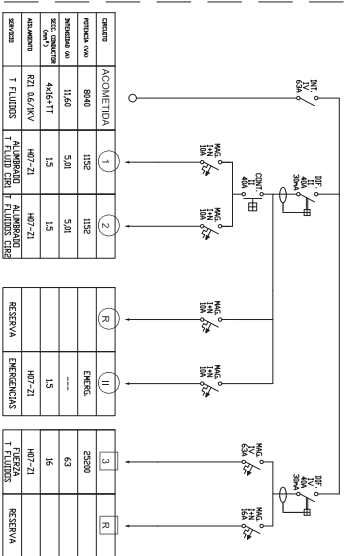 INT.
IV
63A
DIF.
II
40A
30mA
DIF.
IV
40A
30mA
CONT.
II
40A
MAG.
I+N
10A
MAG.
I+N
10A
MAG.
I+N
10A
MAG.
I+N
10A
MAG.
IV
63A
MAG.
I+N
16A
CIRCUITO ACOMETIDA 1 2 R II 3 R
POTENCIA (VA) 8040 1152 1152 EMERG. 25200
INTENSIDAD (A) 11,60 5,01 5,01 --- 63
SECC. CONDUCTOR (mm²) 4x16+TT 1.5 1.5 1.5 16
AISLAMIENTO RZ1 0.6/1KV H07-Z1 H07-Z1 H07-Z1 H07-Z1
SERVICIO T FLUIDOS ALUMBRADO T FLUID CIR1 ALUMBRADO T FLUIDOS CIR2 RESERVA EMERGENCIAS FUERZA T FLUIDOS RESERVA